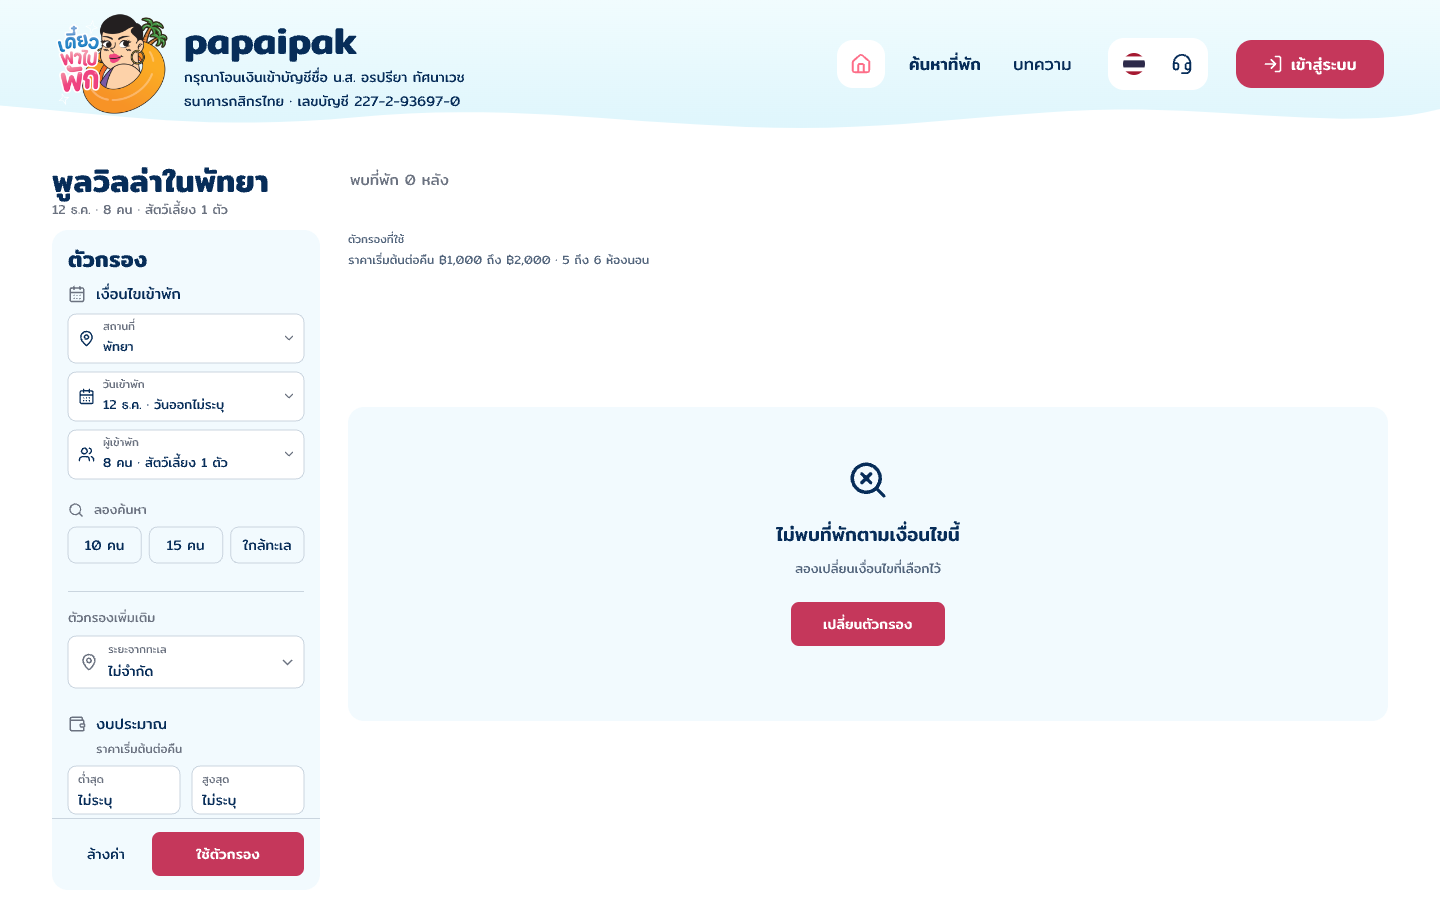 เดี๋ยว
พาไป
พัก
papaipak
กรุณาโอนเงินเข้าบัญชีชื่อ น.ส. อรปรียา ทัศนาเวช
ธนาคารกสิกรไทย · เลขบัญชี 227-2-93697-0
ค้นหาที่พัก
บทความ
เข้าสู่ระบบ
พูลวิลล่าในพัทยา
12 ธ.ค. · 8 คน · สัตว์เลี้ยง 1 ตัว
พบที่พัก 0 หลัง
ตัวกรองที่ใช้
ราคาเริ่มต้นต่อคืน ฿1,000 ถึง ฿2,000 · 5 ถึง 6 ห้องนอน
ตัวกรอง
เงื่อนไขเข้าพัก
สถานที่
พัทยา
วันเข้าพัก
12 ธ.ค. · วันออกไม่ระบุ
ผู้เข้าพัก
8 คน · สัตว์เลี้ยง 1 ตัว
ลองค้นหา
10 คน
15 คน
ใกล้ทะเล
ตัวกรองเพิ่มเติม
ระยะจากทะเล
ไม่จำกัด
งบประมาณ
ราคาเริ่มต้นต่อคืน
ต่ำสุด
ไม่ระบุ
สูงสุด
ไม่ระบุ
ล้างค่า
ใช้ตัวกรอง
ไม่พบที่พักตามเงื่อนไขนี้
ลองเปลี่ยนเงื่อนไขที่เลือกไว้
เปลี่ยนตัวกรอง